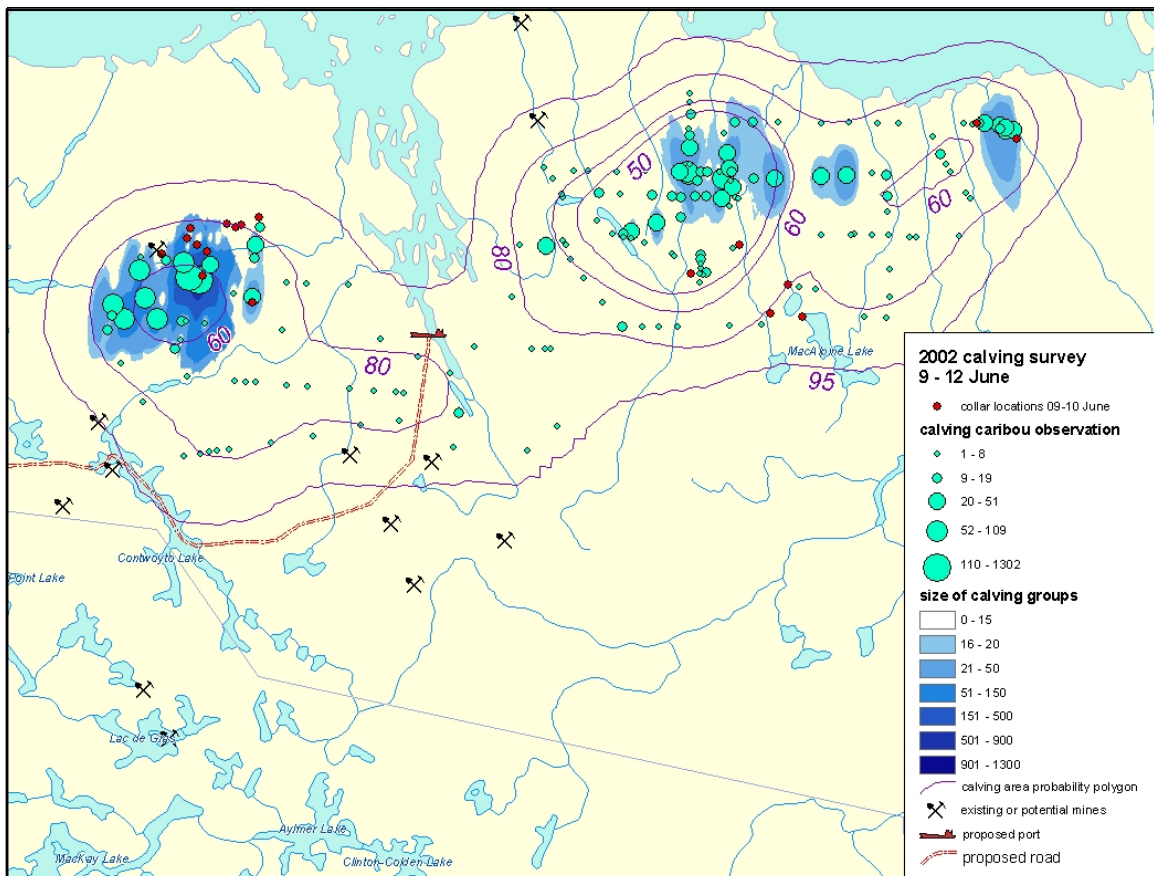 50
60
60
80
60
80
95
MacAlpine Lake
Contwoyto Lake
Point Lake
Lac de Gras
Aylmer Lake
MacKay Lake
Clinton-Colden Lake
2002 calving survey
9 - 12 June
collar locations 09-10 June
calving caribou observation
1 - 8
9 - 19
20 - 51
52 - 109
110 - 1302
size of calving groups
0 - 15
16 - 20
21 - 50
51 - 150
151 - 500
501 - 900
901 - 1300
calving area probability polygon
existing or potential mines
proposed port
proposed road